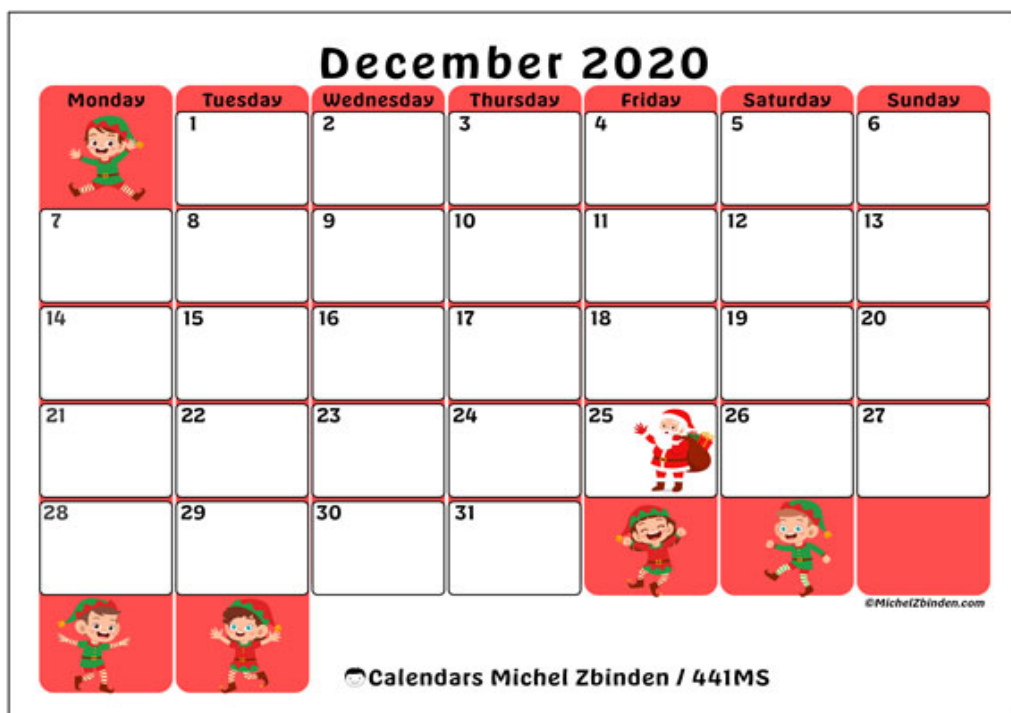 December 2020
Monday Tuesday Wednesday Thursday Friday Saturday Sunday
1 2 3 4 5 6
7 8 9 10 11 12 13
14 15 16 17 18 19 20
21 22 23 24 25 26 27
28 29 30 31
©MichelZbinden.com
Calendars Michel Zbinden / 441MS